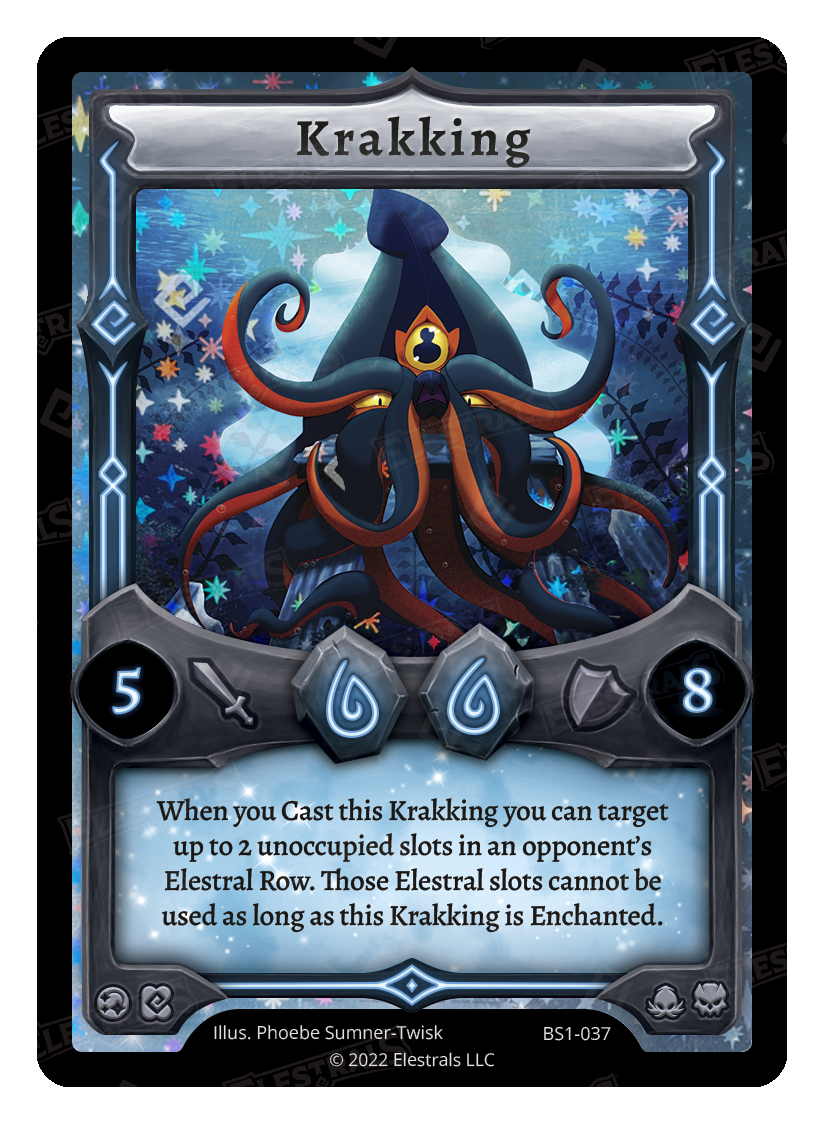 Krakking
5
8
When you Cast this Krakking you can target
up to 2 unoccupied slots in an opponent's
Elestral Row. Those Elestral slots cannot be
used as long as this Krakking is Enchanted.
Illus. Phoebe Sumner-Twisk
BS1-037
© 2022 Elestrals LLC
ELESTRALS